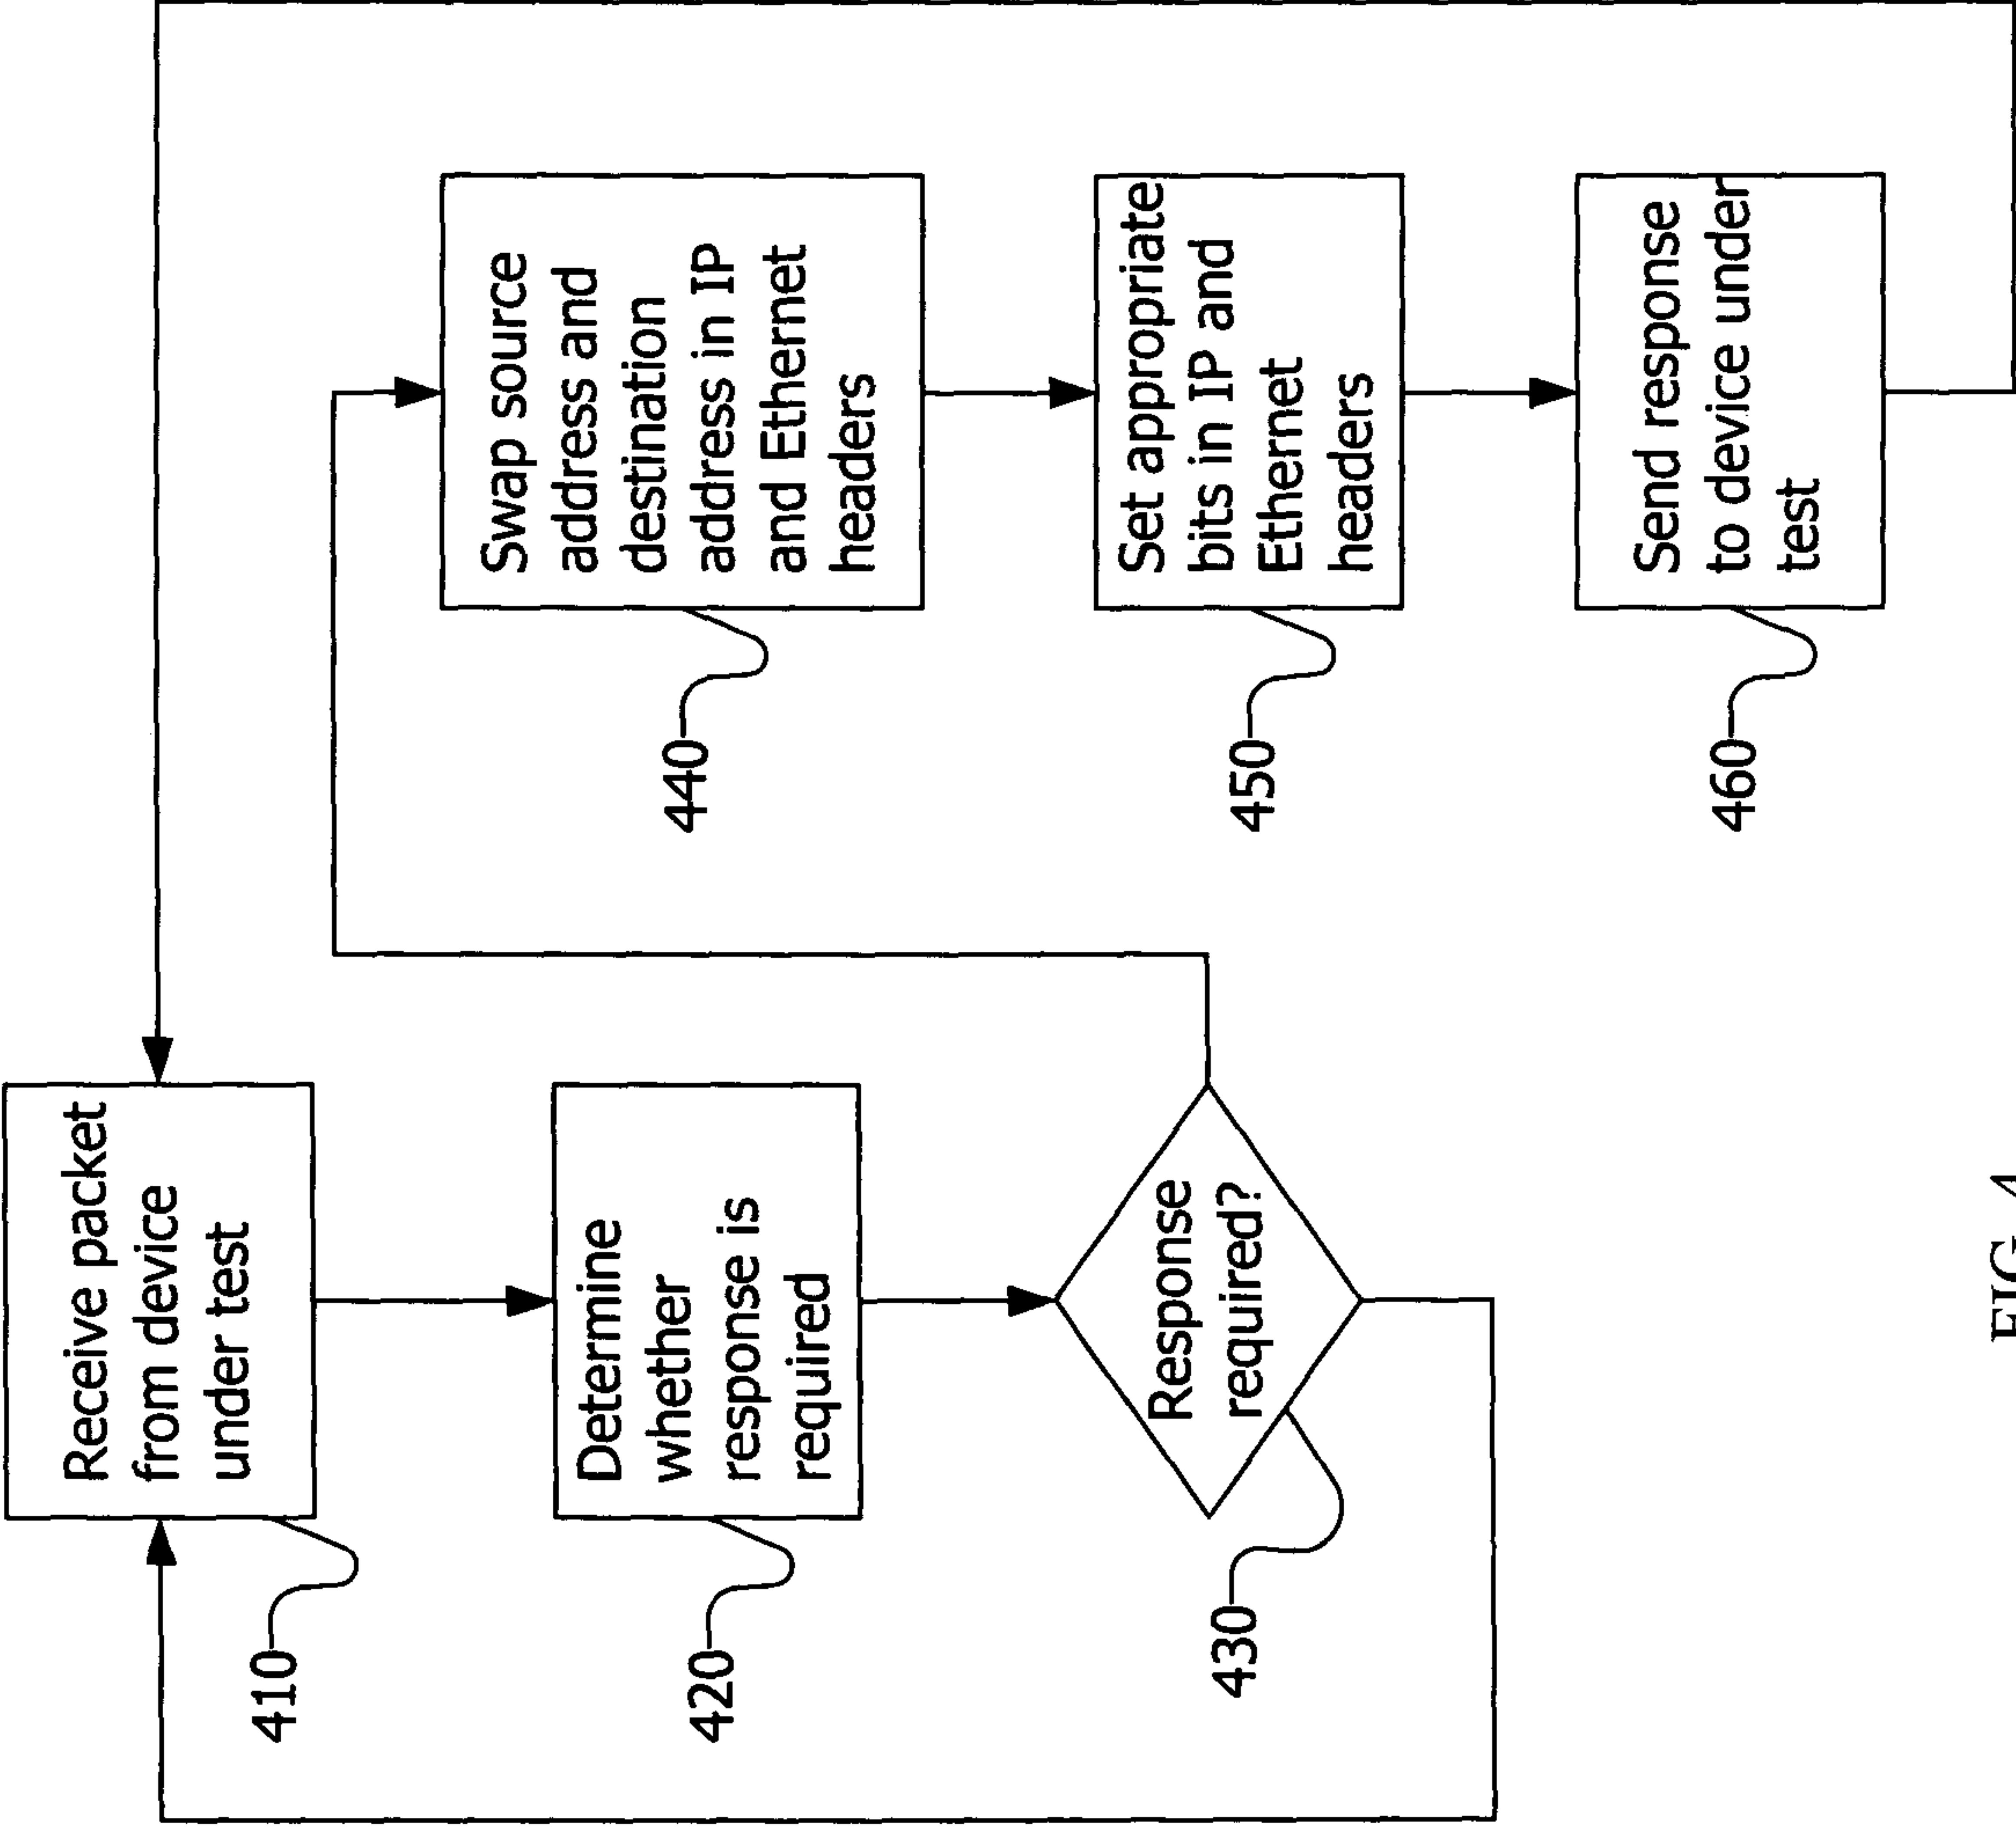 Receive packet
from device
under test
410
Determine
whether
response is
required
420
Response
required?
430
Swap source
address and
destination
address in IP
and Ethernet
headers
440
Set appropriate
bits in IP and
Ethernet
headers
450
Send response
to device under
test
460
FIG. 4